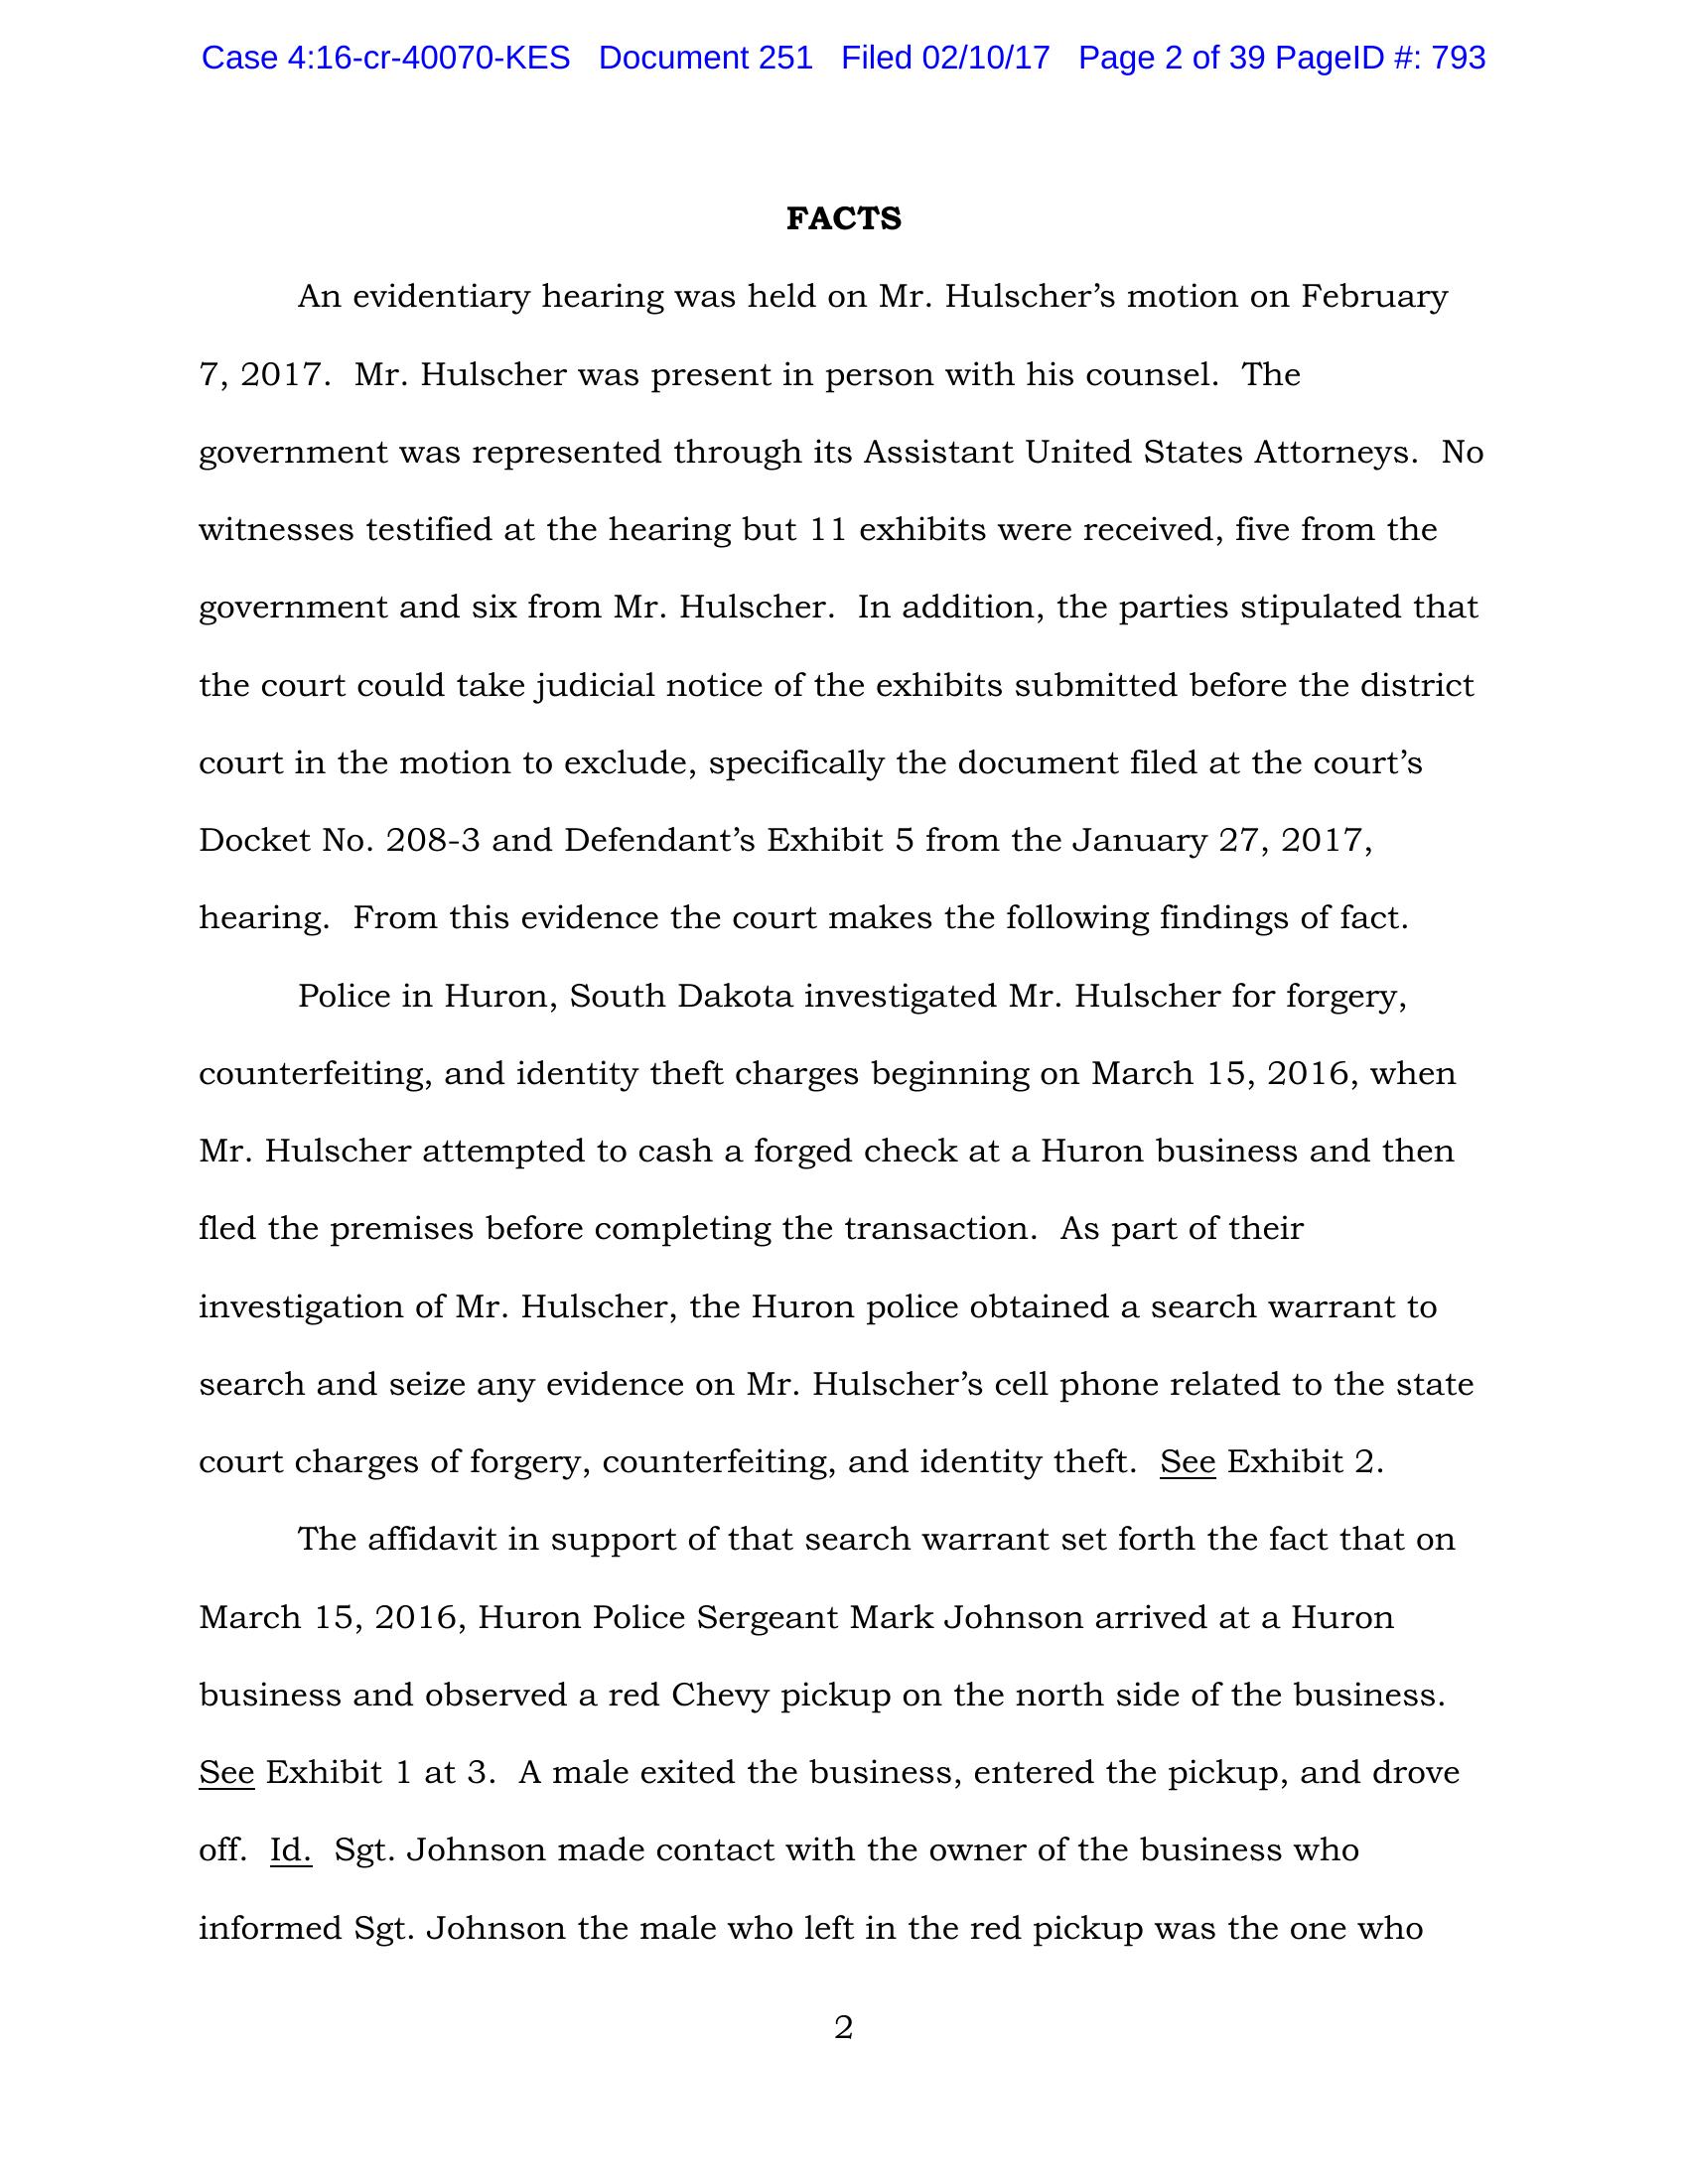 Case 4:16-cr-40070-KES Document 251 Filed 02/10/17 Page 2 of 39 PageID #: 793
FACTS
An evidentiary hearing was held on Mr. Hulscher’s motion on February
7, 2017. Mr. Hulscher was present in person with his counsel. The
government was represented through its Assistant United States Attorneys. No
witnesses testified at the hearing but 11 exhibits were received, five from the
government and six from Mr. Hulscher. In addition, the parties stipulated that
the court could take judicial notice of the exhibits submitted before the district
court in the motion to exclude, specifically the document filed at the court’s
Docket No. 208-3 and Defendant’s Exhibit 5 from the January 27, 2017,
hearing. From this evidence the court makes the following findings of fact.
Police in Huron, South Dakota investigated Mr. Hulscher for forgery,
counterfeiting, and identity theft charges beginning on March 15, 2016, when
Mr. Hulscher attempted to cash a forged check at a Huron business and then
fled the premises before completing the transaction. As part of their
investigation of Mr. Hulscher, the Huron police obtained a search warrant to
search and seize any evidence on Mr. Hulscher’s cell phone related to the state
court charges of forgery, counterfeiting, and identity theft. See Exhibit 2.
The affidavit in support of that search warrant set forth the fact that on
March 15, 2016, Huron Police Sergeant Mark Johnson arrived at a Huron
business and observed a red Chevy pickup on the north side of the business.
See Exhibit 1 at 3. A male exited the business, entered the pickup, and drove
off. Id. Sgt. Johnson made contact with the owner of the business who
informed Sgt. Johnson the male who left in the red pickup was the one who
2